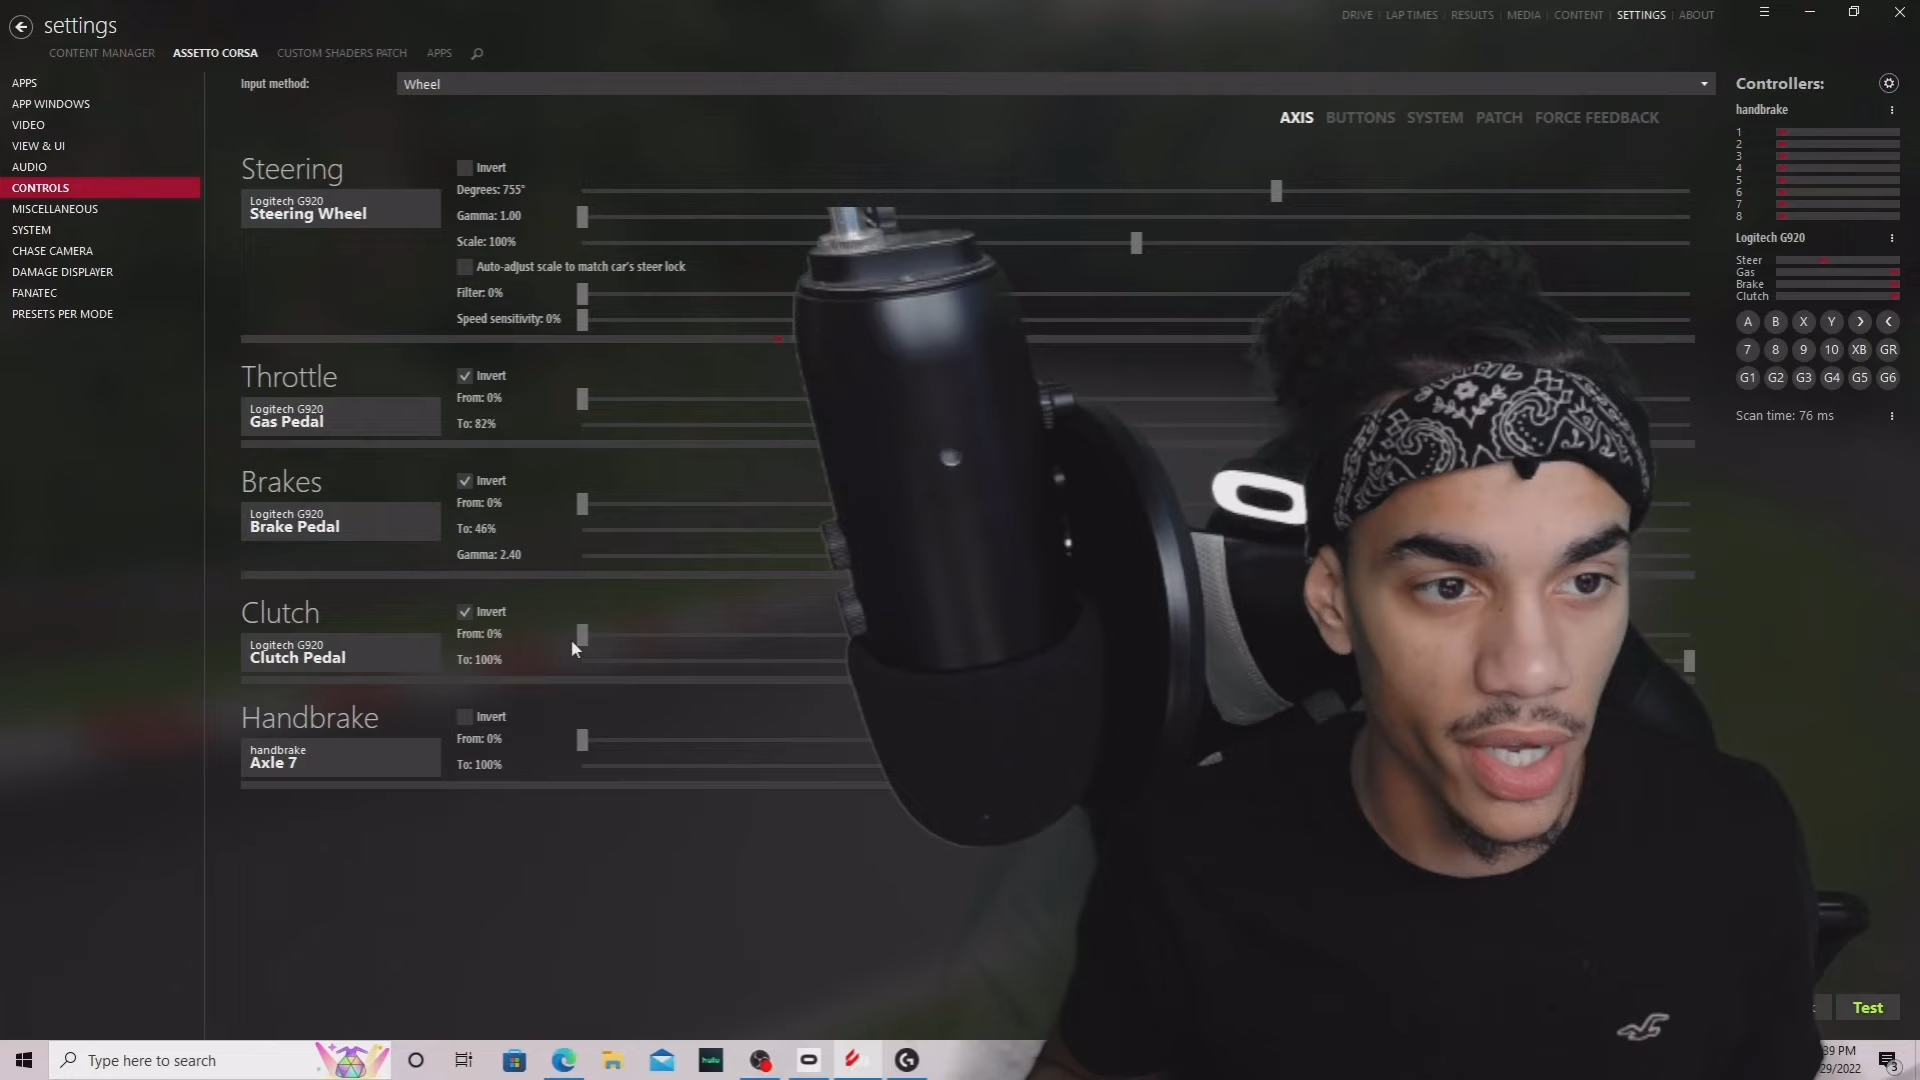 settings
DRIVE LAP TIMES RESULTS MEDIA CONTENT SETTINGS ABOUT
CONTENT MANAGER ASSETTO CORSA CUSTOM SHADERS PATCH APPS
APPS
APP WINDOWS
VIDEO
VIEW & UI
AUDIO
CONTROLS
MISCELLANEOUS
SYSTEM
CHASE CAMERA
DAMAGE DISPLAYER
FANATEC
PRESETS PER MODE
Input method: Wheel
AXIS BUTTONS SYSTEM PATCH FORCE FEEDBACK
Steering
Logitech G920
Steering Wheel
Invert
Degrees: 755°
Gamma: 1.00
Scale: 100%
Auto-adjust scale to match car's steer lock
Filter: 0%
Speed sensitivity: 0%
Throttle
Logitech G920
Gas Pedal
Invert
From: 0%
To: 82%
Brakes
Logitech G920
Brake Pedal
Invert
From: 0%
To: 46%
Gamma: 2.40
Clutch
Logitech G920
Clutch Pedal
Invert
From: 0%
To: 100%
Handbrake
handbrake
Axle 7
Invert
From: 0%
To: 100%
Controllers:
handbrake
1
2
3
4
5
6
7
8
Logitech G920
Steer
Gas
Brake
Clutch
A B X Y > <
7 8 9 10 XB GR
G1 G2 G3 G4 G5 G6
Scan time: 76 ms
Test
Type here to search
hulu
39 PM
29/2022
3